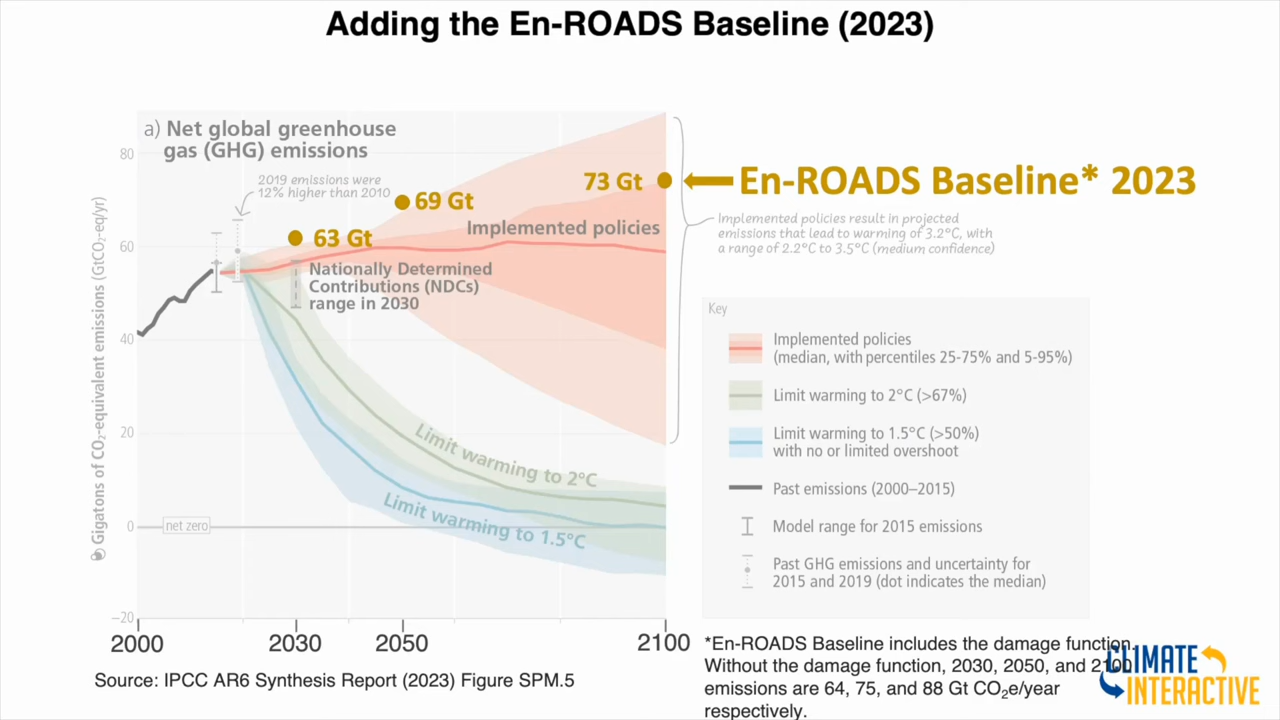 Adding the En-ROADS Baseline (2023)
a) Net global greenhouse
gas (GHG) emissions
80
60
40
20
0
−20
Gigatons of CO₂-equivalent emissions (GtCO₂-eq/yr)
2019 emissions were
12% higher than 2010
63 Gt
69 Gt
73 Gt
En-ROADS Baseline* 2023
Implemented policies
Nationally Determined
Contributions (NDCs)
range in 2030
Implemented policies result in projected
emissions that lead to warming of 3.2°C, with
a range of 2.2°C to 3.5°C (medium confidence)
Limit warming to 2°C
Limit warming to 1.5°C
net zero
2000
2030
2050
2100
Key
Implemented policies
(median, with percentiles 25-75% and 5-95%)
Limit warming to 2°C (>67%)
Limit warming to 1.5°C (>50%)
with no or limited overshoot
Past emissions (2000–2015)
Model range for 2015 emissions
Past GHG emissions and uncertainty for
2015 and 2019 (dot indicates the median)
Source: IPCC AR6 Synthesis Report (2023) Figure SPM.5
*En-ROADS Baseline includes the damage function.
Without the damage function, 2030, 2050, and 2100
emissions are 64, 75, and 88 Gt CO₂e/year
respectively.
CLIMATE
INTERACTIVE